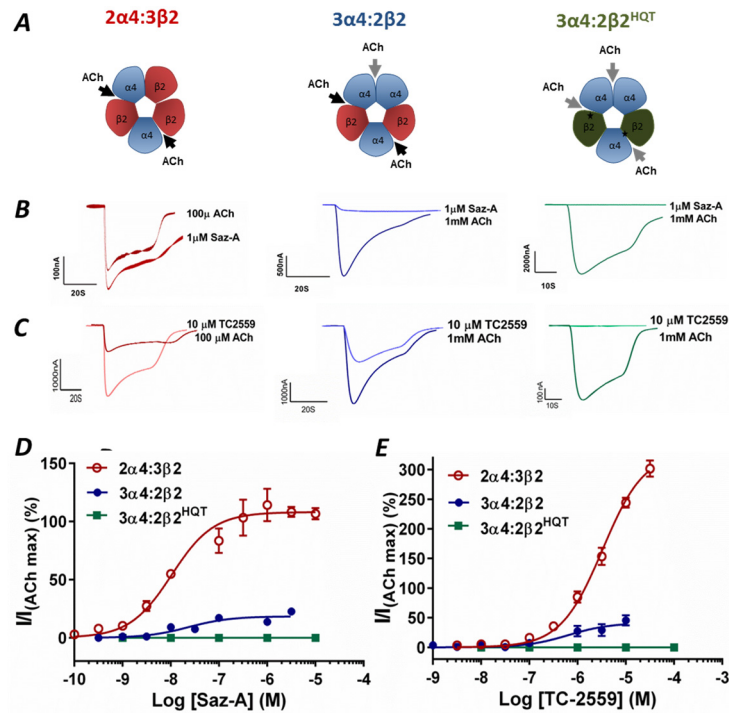 A
2α4:3β2
3α4:2β2
3α4:2β2HQT
ACh
α4
β2
β2
α4
β2
ACh
ACh
ACh
α4
α4
β2
β2
α4
ACh
ACh
ACh
α4
α4
β2
★
★
β2
α4
ACh
B
100μ ACh
1μM Saz-A
100nA
20S
1μM Saz-A
1mM ACh
500nA
20S
1μM Saz-A
1mM ACh
2000nA
10S
C
10 μM TC2559
100 μM ACh
1000nA
20S
10 μM TC2559
1mM ACh
1000nA
20S
10 μM TC2559
1mM ACh
100 nA
10S
D
2α4:3β2
3α4:2β2
3α4:2β2HQT
I/I(ACh max) (%)
150
100
50
0
-10 -9 -8 -7 -6 -5 -4
Log [Saz-A] (M)
E
2α4:3β2
3α4:2β2
3α4:2β2HQT
I/I(ACh max) (%)
300
250
200
150
100
50
0
-9 -8 -7 -6 -5 -4 -3
Log [TC-2559] (M)